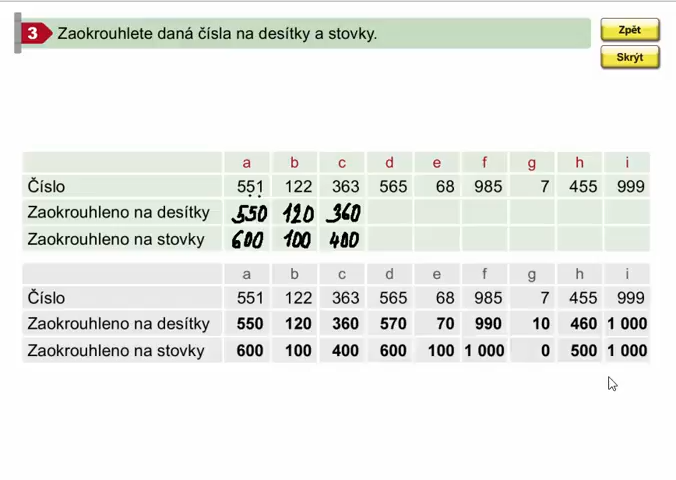 3 Zaokrouhlete daná čísla na desítky a stovky.
Zpět
Skrýt
a b c d e f g h i
Číslo 551 122 363 565 68 985 7 455 999
Zaokrouhleno na desítky 550 120 360
Zaokrouhleno na stovky 600 100 400
a b c d e f g h i
Číslo 551 122 363 565 68 985 7 455 999
Zaokrouhleno na desítky 550 120 360 570 70 990 10 460 1 000
Zaokrouhleno na stovky 600 100 400 600 100 1 000 0 500 1 000